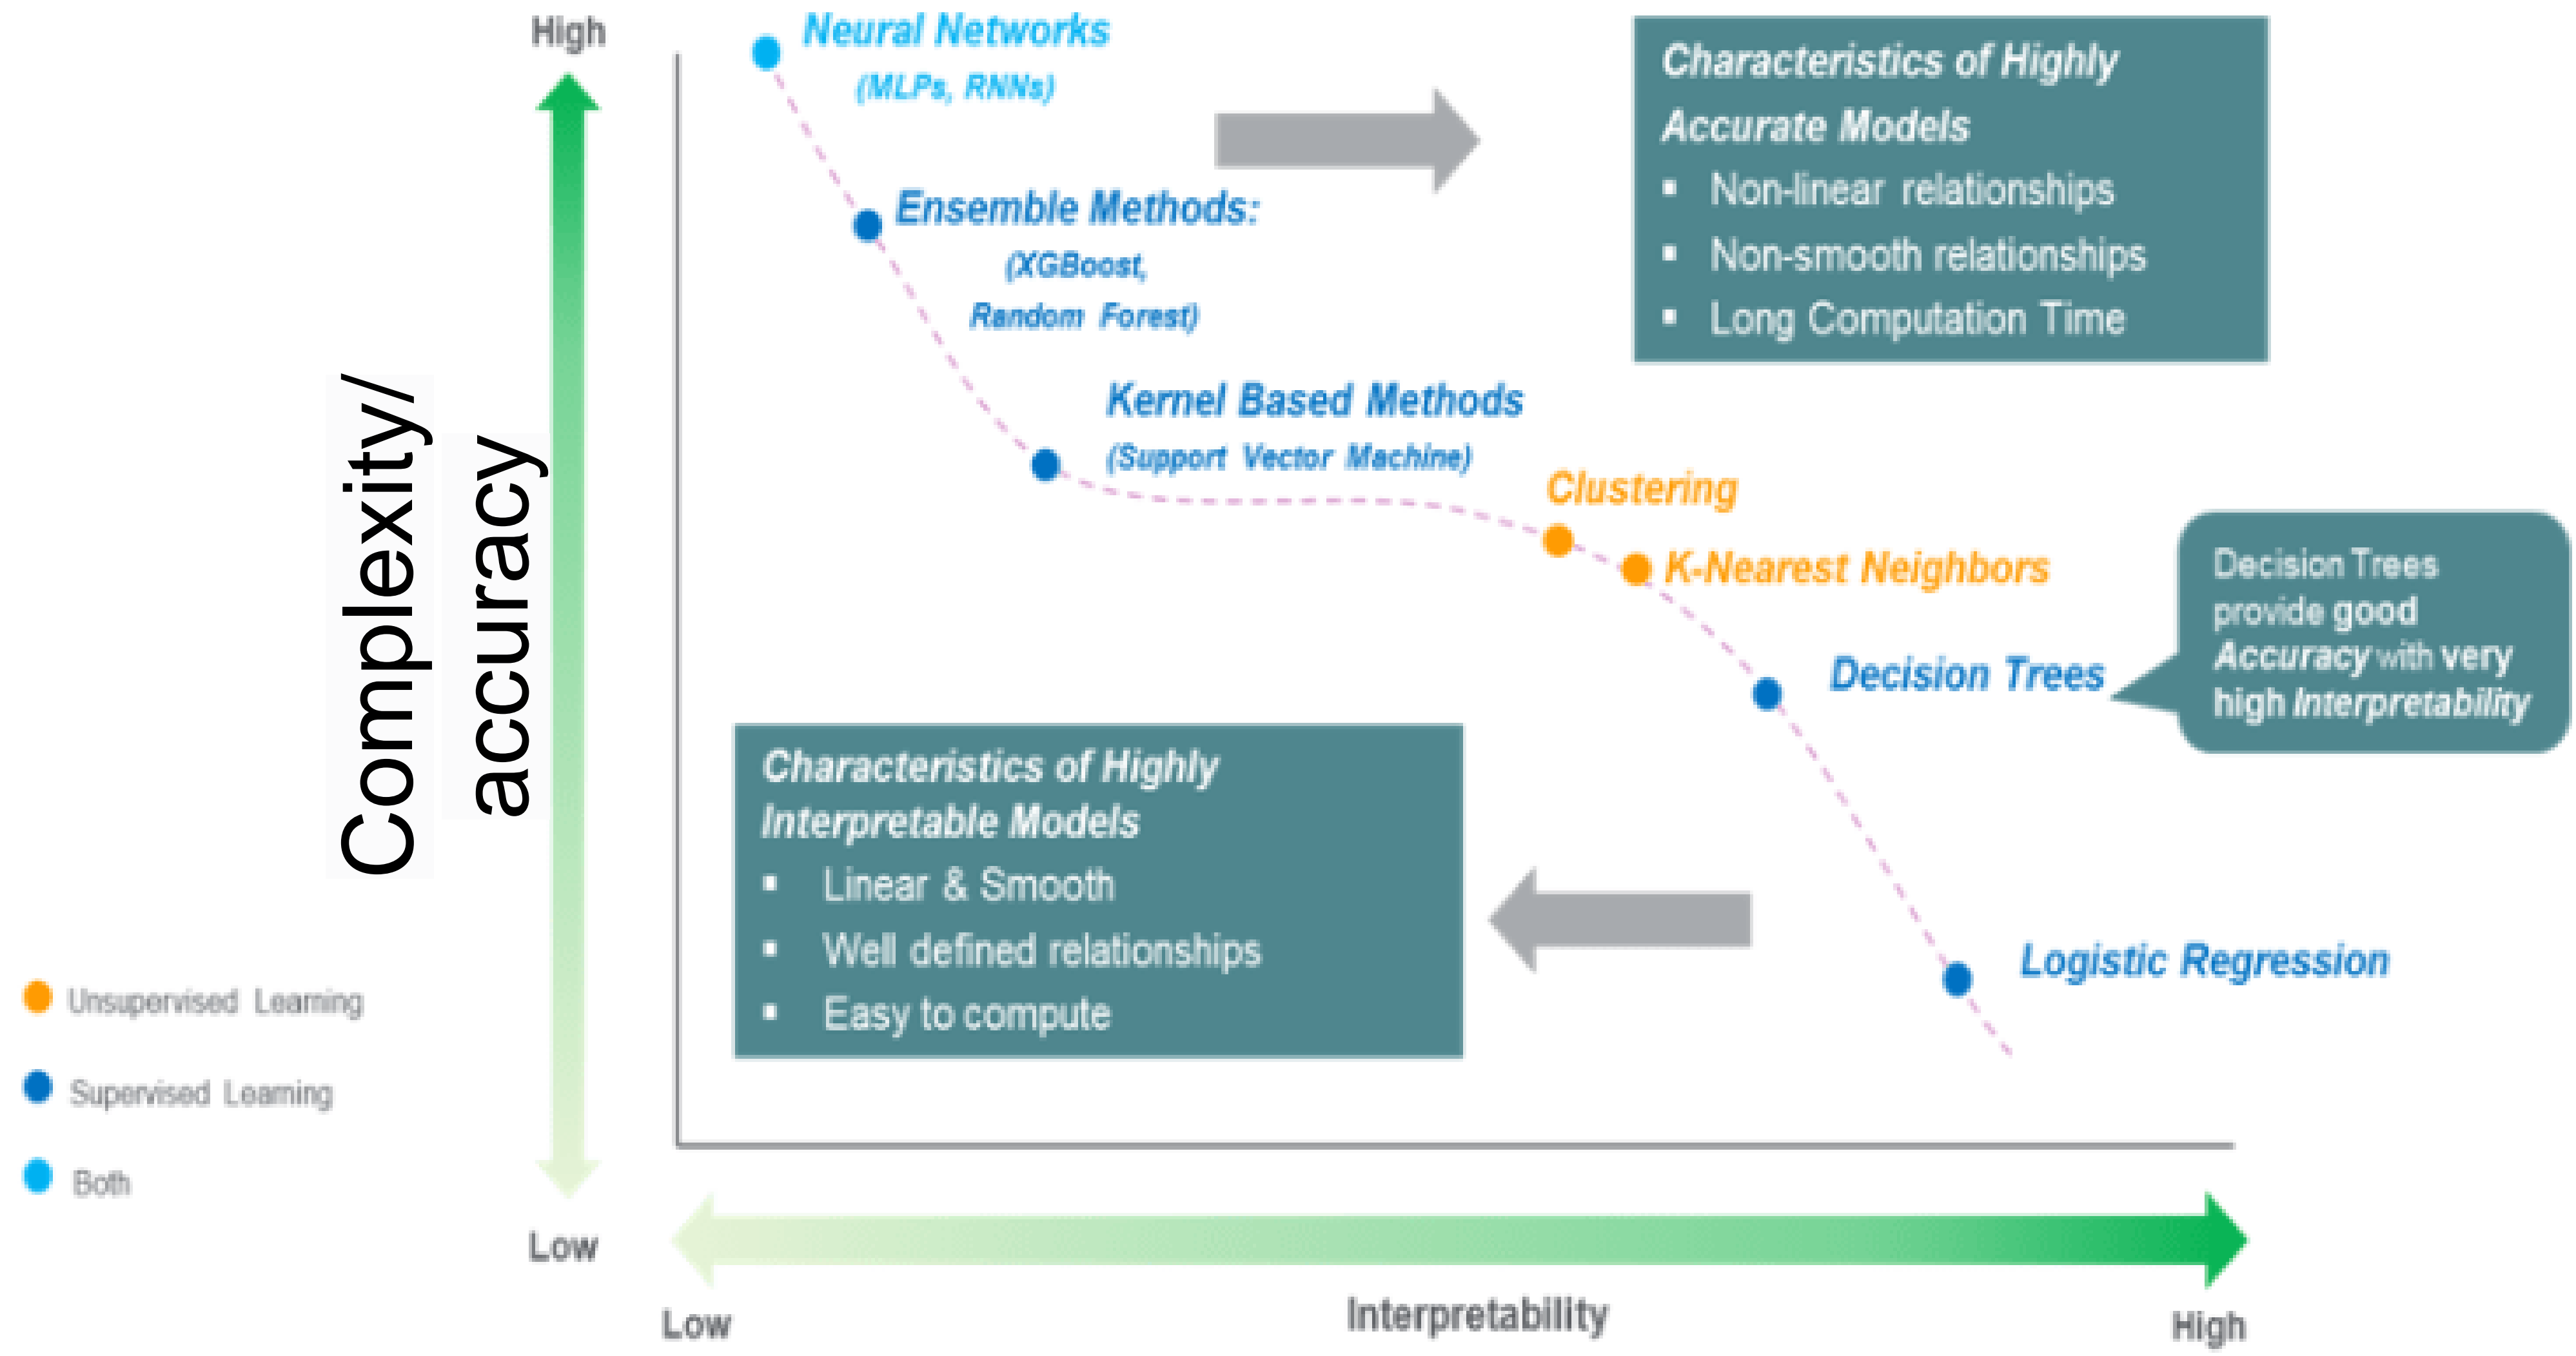 High
Neural Networks
(MLPs, RNNs)
Characteristics of Highly
Accurate Models
▪ Non-linear relationships
▪ Non-smooth relationships
▪ Long Computation Time
Ensemble Methods:
(XGBoost,
Random Forest)
Kernel Based Methods
(Support Vector Machine)
Complexity/
accuracy
Clustering
K-Nearest Neighbors
Decision Trees
Decision Trees
provide good
Accuracy with very
high Interpretability
Characteristics of Highly
Interpretable Models
▪ Linear & Smooth
▪ Well defined relationships
▪ Easy to compute
Logistic Regression
Unsupervised Learning
Supervised Learning
Both
Low
Low
Interpretability
High